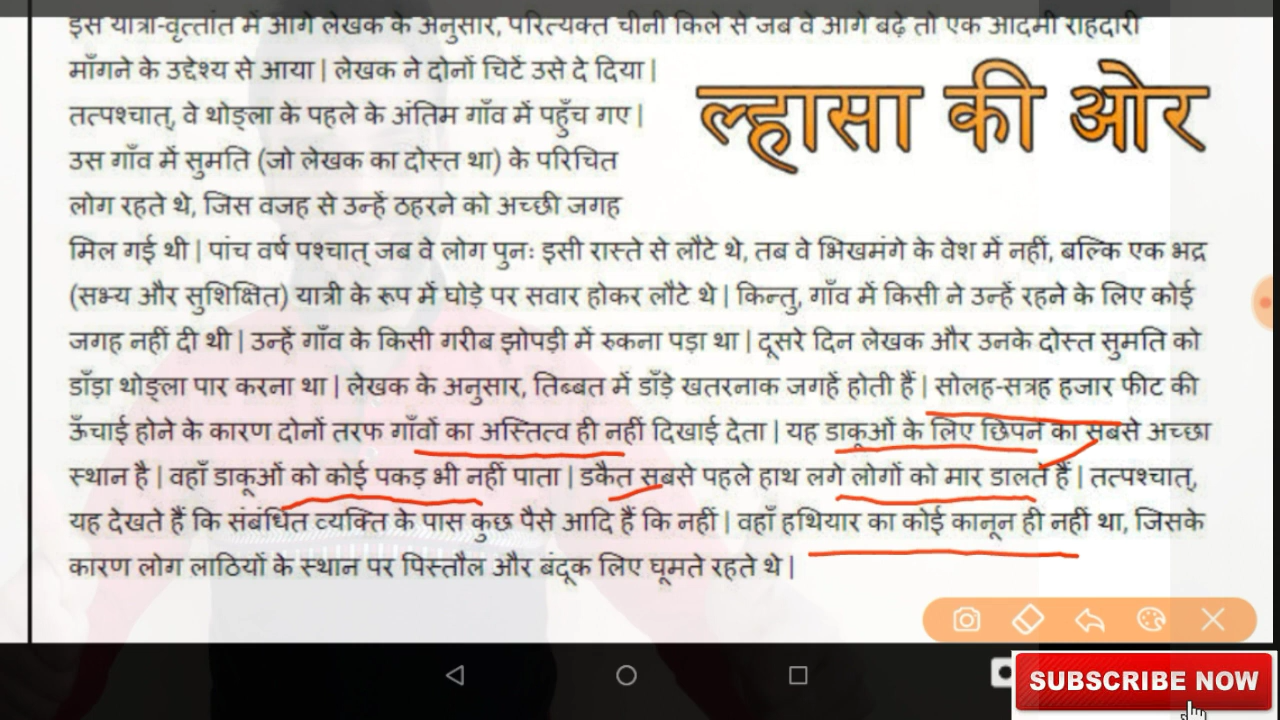 इस यात्रा-वृत्तांत में आगे लेखक के अनुसार, परित्यक्त चीनी किले से जब वे आगे बढ़े तो एक आदमी राहदारी
माँगने के उद्देश्य से आया | लेखक ने दोनों चिटें उसे दे दिया |
ल्हासा की ओर
तत्पश्चात्, वे थोङ्ला के पहले के अंतिम गाँव में पहुँच गए |
उस गाँव में सुमति (जो लेखक का दोस्त था) के परिचित
लोग रहते थे, जिस वजह से उन्हें ठहरने को अच्छी जगह
मिल गई थी | पांच वर्ष पश्चात् जब वे लोग पुनः इसी रास्ते से लौटे थे, तब वे भिखमंगे के वेश में नहीं, बल्कि एक भद्र
(सभ्य और सुशिक्षित) यात्री के रूप में घोड़े पर सवार होकर लौटे थे | किन्तु, गाँव में किसी ने उन्हें रहने के लिए कोई
जगह नहीं दी थी | उन्हें गाँव के किसी गरीब झोपड़ी में रुकना पड़ा था | दूसरे दिन लेखक और उनके दोस्त सुमति को
डाँड़ा थोङ्ला पार करना था | लेखक के अनुसार, तिब्बत में डाँड़े खतरनाक जगहें होती हैं | सोलह-सत्रह हजार फीट की
ऊँचाई होने के कारण दोनों तरफ गाँवों का अस्तित्व ही नहीं दिखाई देता | यह डाकूओं के लिए छिपने का सबसे अच्छा
स्थान है | वहाँ डाकूओं को कोई पकड़ भी नहीं पाता | डकैत सबसे पहले हाथ लगे लोगों को मार डालते हैं | तत्पश्चात्,
यह देखते हैं कि संबंधित व्यक्ति के पास कुछ पैसे आदि हैं कि नहीं | वहाँ हथियार का कोई कानून ही नहीं था, जिसके
कारण लोग लाठियों के स्थान पर पिस्तौल और बंदूक लिए घूमते रहते थे |
SUBSCRIBE NOW